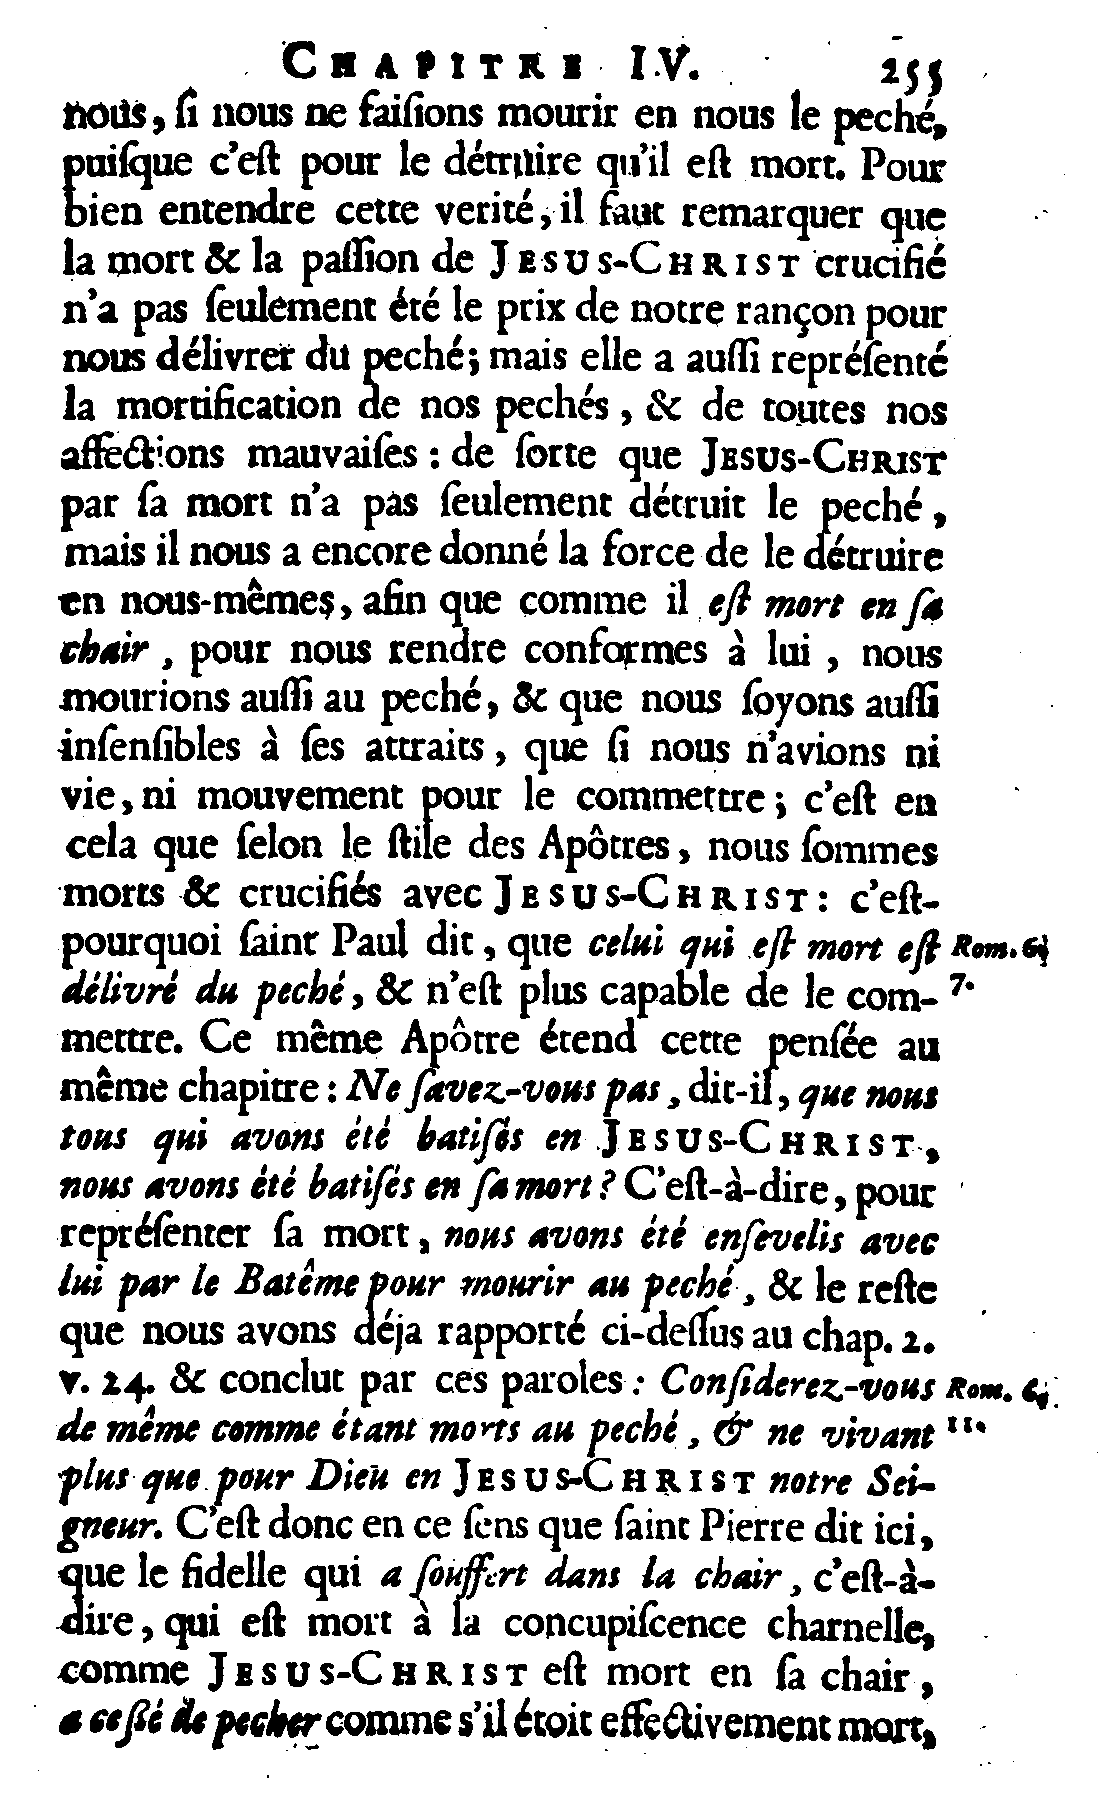 CHAPITRE IV. 255
nous, ſi nous ne faiſions mourir en nous le peché,
puiſque c'eſt pour le détruire qu'il eſt mort. Pour
bien entendre cette verité, il faut remarquer que
la mort & la paſſion de JESUS-CHRIST crucifié
n'a pas ſeulement été le prix de notre rançon pour
nous délivrer du peché; mais elle a auſſi repréſenté
la mortification de nos pechés, & de toutes nos
affections mauvaiſes : de ſorte que JESUS-CHRIST
par ſa mort n'a pas ſeulement détruit le peché,
mais il nous a encore donné la force de le détruire
en nous-mêmes, afin que comme il eſt mort en ſa
chair, pour nous rendre conformes à lui, nous
mourions auſſi au peché, & que nous ſoyons auſſi
inſenſibles à ſes attraits, que ſi nous n'avions ni
vie, ni mouvement pour le commettre; c'eſt en
cela que ſelon le ſtile des Apôtres, nous ſommes
morts & crucifiés avec JESUS-CHRIST: c'eſt-
pourquoi ſaint Paul dit, que celui qui eſt mort eſt Rom. 6.
délivré du peché, & n'eſt plus capable de le com- 7.
mettre. Ce même Apôtre étend cette penſée au
même chapitre : Ne ſavez-vous pas, dit-il, que nous
tous qui avons été batiſés en JESUS-CHRIST,
nous avons été batiſés en ſa mort? C'eſt-à-dire, pour
repréſenter ſa mort, nous avons été enſevelis avec
lui par le Batême pour mourir au peché, & le reſte
que nous avons déja rapporté ci-deſſus au chap. 2.
v. 24. & conclut par ces paroles : Conſiderez-vous Rom. 6.
de même comme étant morts au peché, & ne vivant 11.
plus que pour Dieu en JESUS-CHRIST notre Sei-
gneur. C'eſt donc en ce ſens que ſaint Pierre dit ici,
que le fidelle qui a ſouffert dans la chair, c'eſt-à-
dire, qui eſt mort à la concupiſcence charnelle,
comme JESUS-CHRIST eſt mort en ſa chair,
a ceſſé de pecher comme s'il étoit effectivement mort,